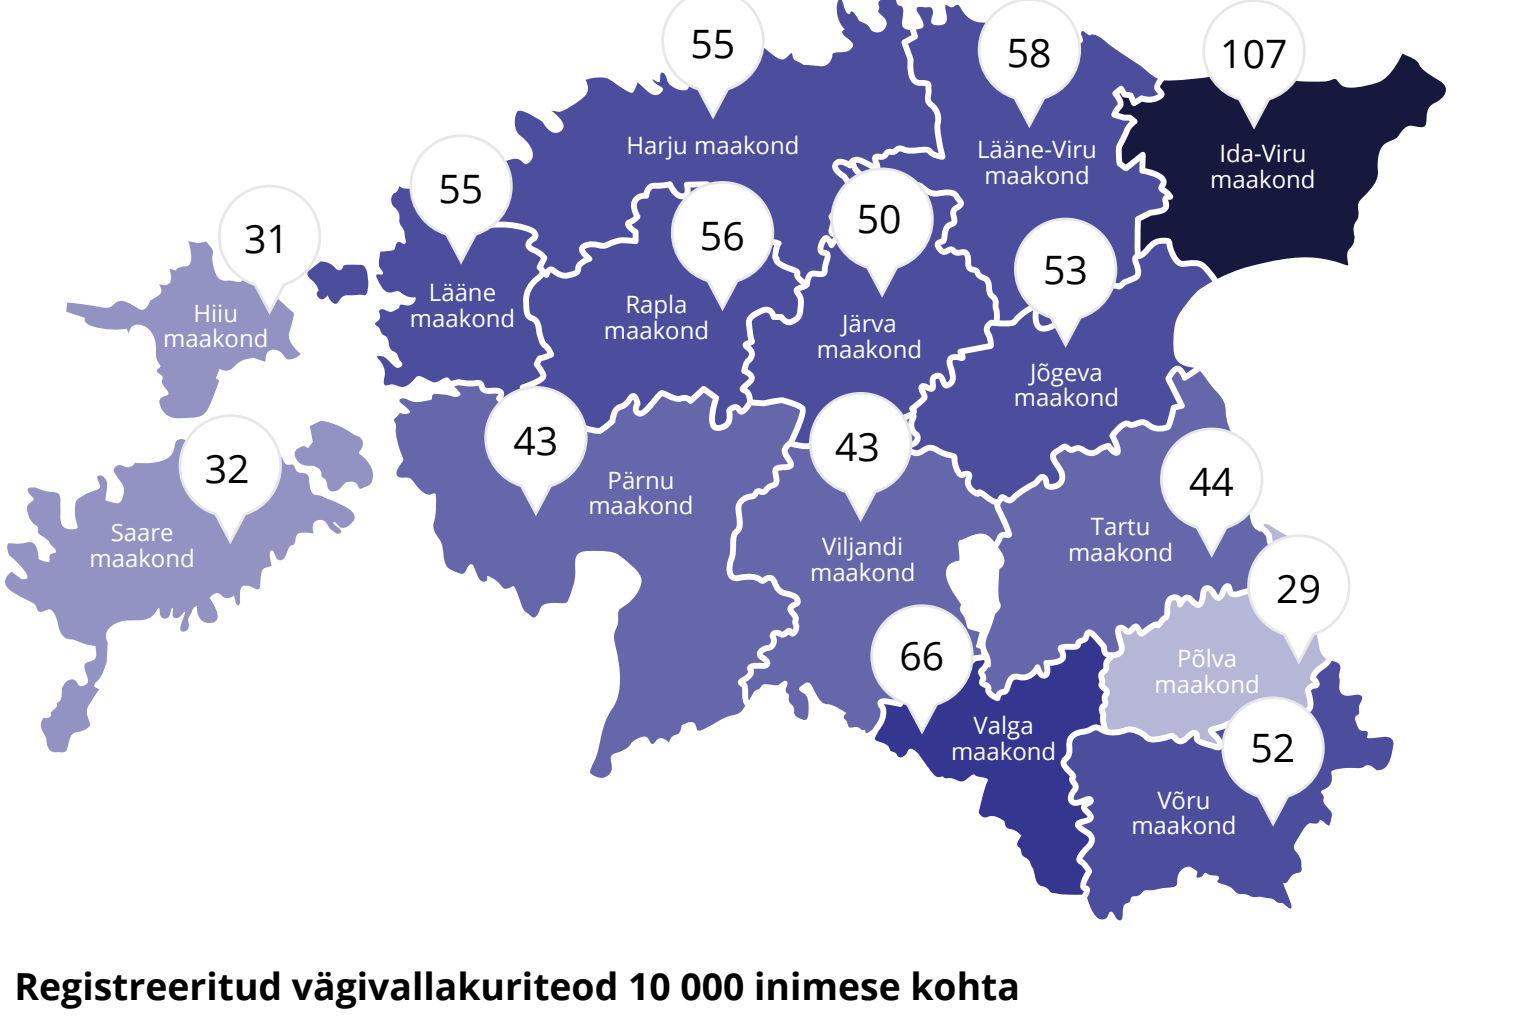 55
58
107
Harju maakond
Lääne-Viru
maakond
Ida-Viru
maakond
55
31
56
50
53
Hiiu
maakond
Lääne
maakond
Rapla
maakond
Järva
maakond
Jõgeva
maakond
32
43
43
44
Saare
maakond
Pärnu
maakond
Viljandi
maakond
Tartu
maakond
29
66
Põlva
maakond
Valga
maakond
52
Võru
maakond
Registreeritud vägivallakuriteod 10 000 inimese kohta